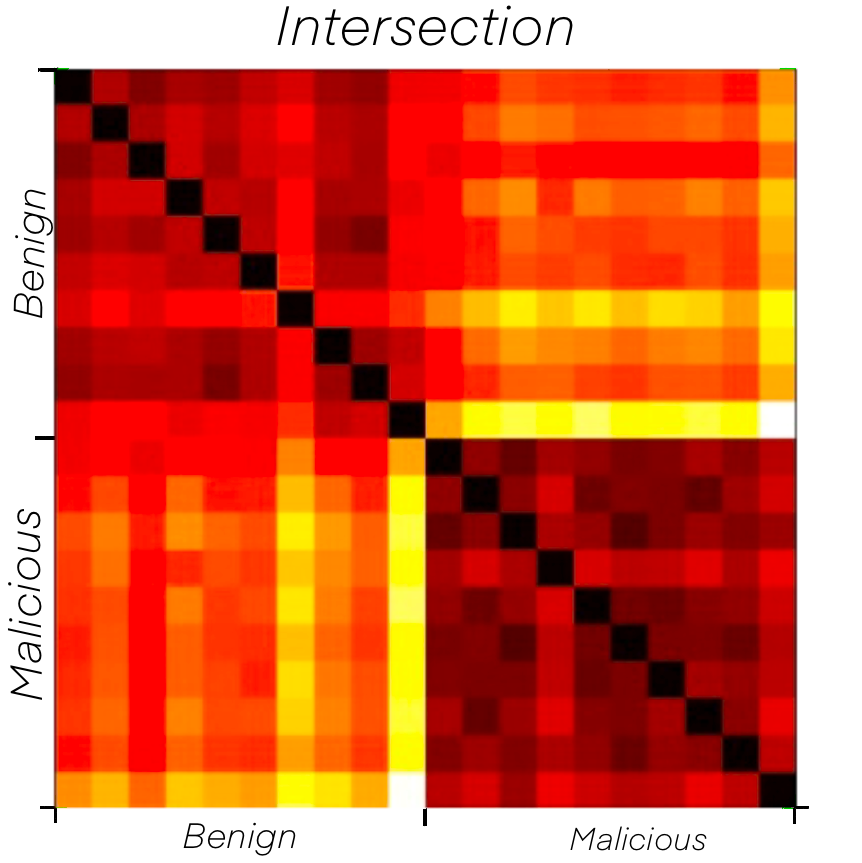 Intersection
Benign
Malicious
Benign
Malicious